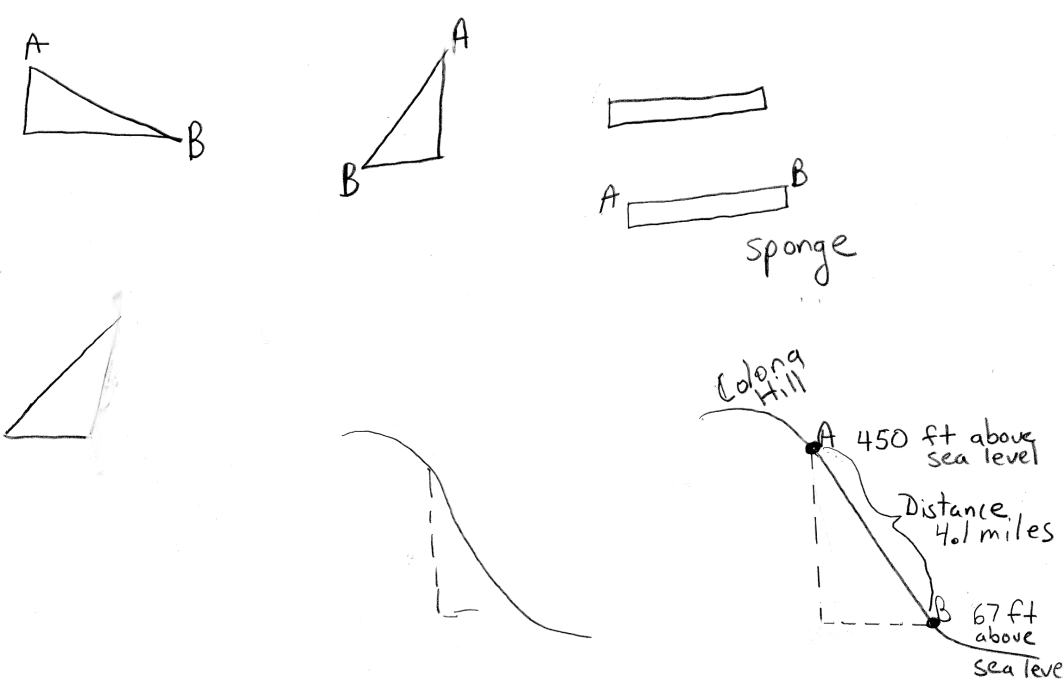 A
B
A
B
A
B
sponge
Colona
Hill
A
450 ft above
sea level
Distance
4.1 miles
B
67 ft
above
sea leve